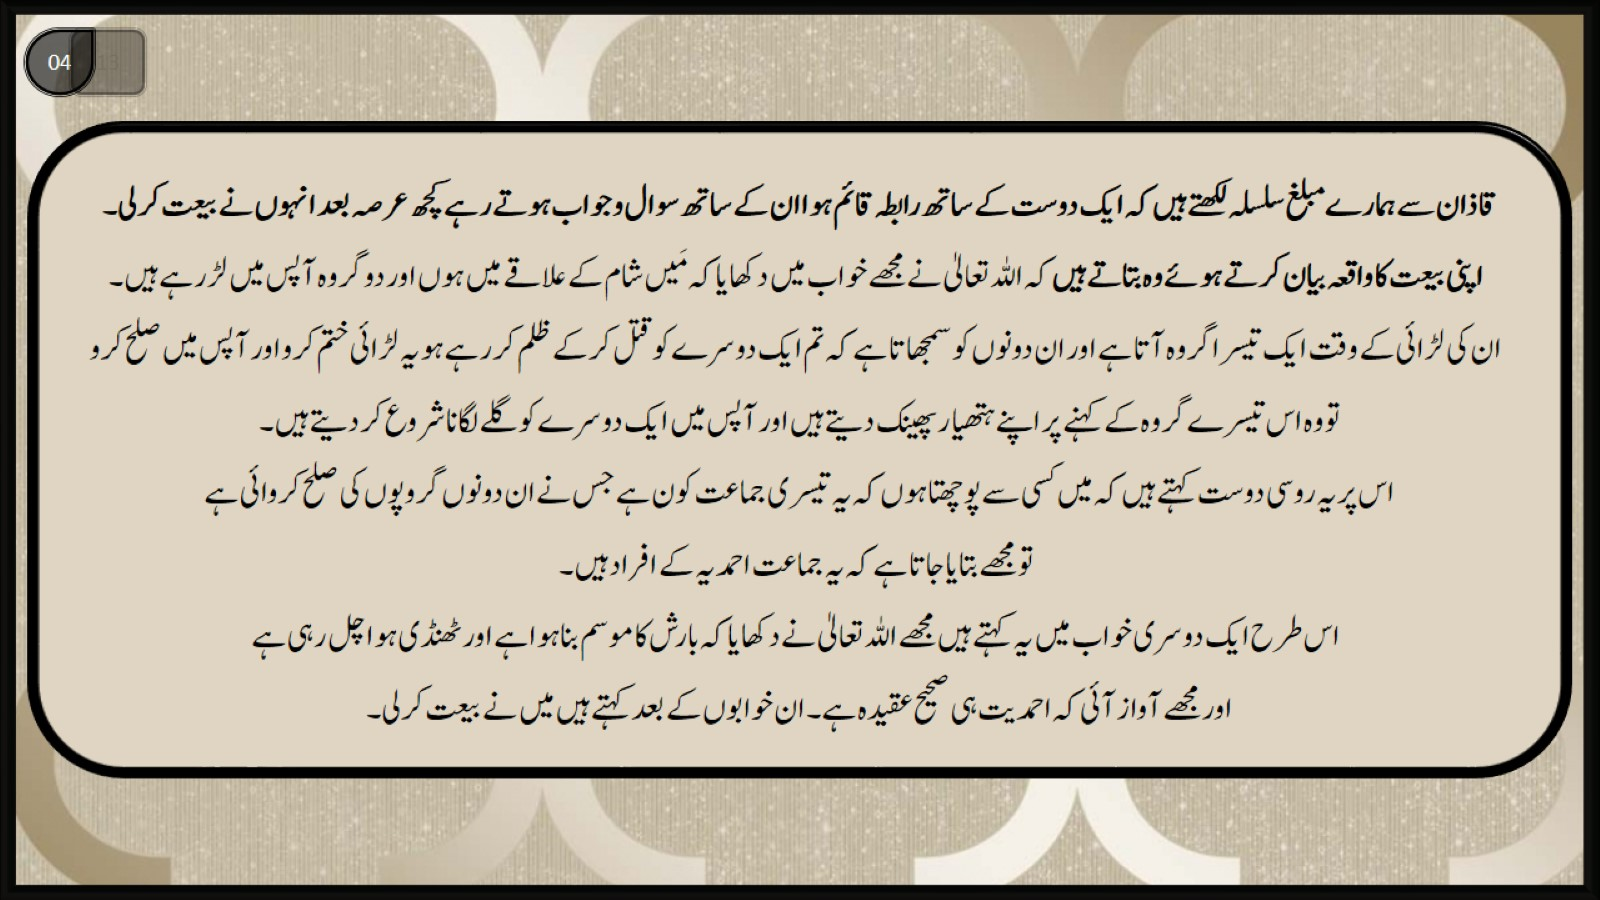 04
قاذان سے ہمارے مبلغ سلسلہ لکھتے ہیں کہ ایک دوست کے ساتھ رابطہ قائم ہوا ان کے ساتھ سوال و جواب ہوتے رہے کچھ عرصہ بعد انہوں نے بیعت کرلی۔
اپنی بیعت کا واقعہ بیان کرتے ہوئے وہ بتاتے ہیں کہ اللہ تعالیٰ نے مجھے خواب میں دکھایا کہ مَیں شام کے علاقے میں ہوں اور دو گروہ آپس میں لڑ رہے ہیں۔
ان کی لڑائی کے وقت ایک تیسرا گروہ آتا ہے اور ان دونوں کو سمجھاتا ہے کہ تم ایک دوسرے کو قتل کرکے ظلم کر رہے ہو یہ لڑائی ختم کرو اور آپس میں صلح کرو
تو وہ اس تیسرے گروہ کے کہنے پر اپنے ہتھیار پھینک دیتے ہیں اور آپس میں ایک دوسرے کو گلے لگانا شروع کر دیتے ہیں۔
اس پر یہ روسی دوست کہتے ہیں کہ میں کسی سے پوچھتا ہوں کہ یہ تیسری جماعت کون ہے جس نے ان دونوں گروپوں کی صلح کروائی ہے
تو مجھے بتایا جاتا ہے کہ یہ جماعت احمدیہ کے افراد ہیں۔
اس طرح ایک دوسری خواب میں یہ کہتے ہیں مجھے اللہ تعالیٰ نے دکھایا کہ بارش کا موسم بنا ہوا ہے اور ٹھنڈی ہوا چل رہی ہے
اور مجھے آواز آئی کہ احمدیت ہی صحیح عقیدہ ہے۔ ان خوابوں کے بعد کہتے ہیں میں نے بیعت کرلی۔